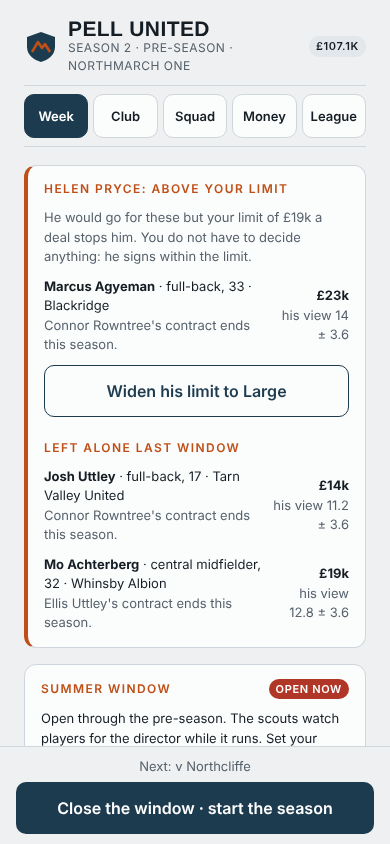 PELL UNITED
SEASON 2 · PRE-SEASON ·
NORTHMARCH ONE
£107.1K
Week
Club
Squad
Money
League
HELEN PRYCE: ABOVE YOUR LIMIT
He would go for these but your limit of £19k a
deal stops him. You do not have to decide
anything: he signs within the limit.
Marcus Agyeman · full-back, 33 ·
Blackridge
Connor Rowntree's contract ends
this season.
£23k
his view 14
± 3.6
Widen his limit to Large
LEFT ALONE LAST WINDOW
Josh Uttley · full-back, 17 · Tarn
Valley United
Connor Rowntree's contract ends
this season.
£14k
his view 11.2
± 3.6
Mo Achterberg · central midfielder,
32 · Whinsby Albion
Ellis Uttley's contract ends this
season.
£19k
his view
12.8 ± 3.6
SUMMER WINDOW
OPEN NOW
Open through the pre-season. The scouts watch
players for the director while it runs. Set your
Next: v Northcliffe
Close the window · start the season